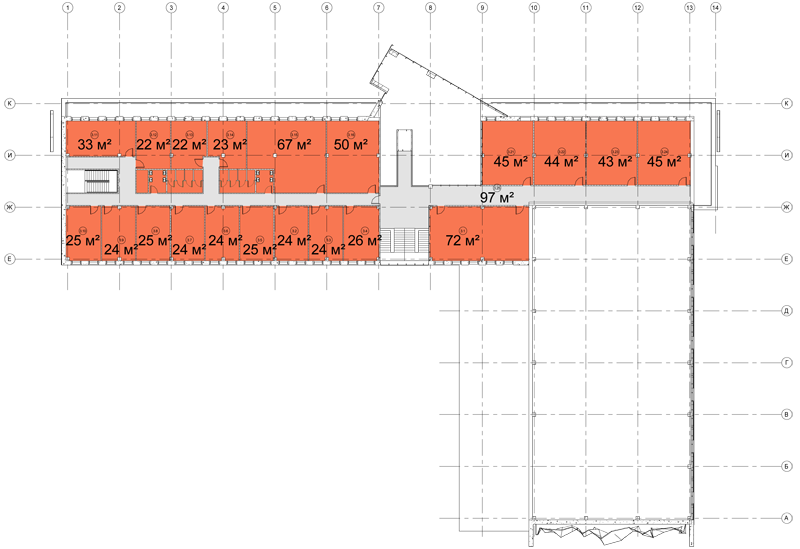 1 2 3 4 5 6 7 8 9 10 11 12 13 14
К К
33 м² 22 м² 22 м² 23 м² 67 м² 50 м² 45 м² 44 м² 43 м² 45 м²
И И
97 м²
Ж Ж
25 м² 24 м² 25 м² 24 м² 24 м² 25 м² 24 м² 24 м² 26 м² 72 м²
Е Е
Д
Г
В
Б
А